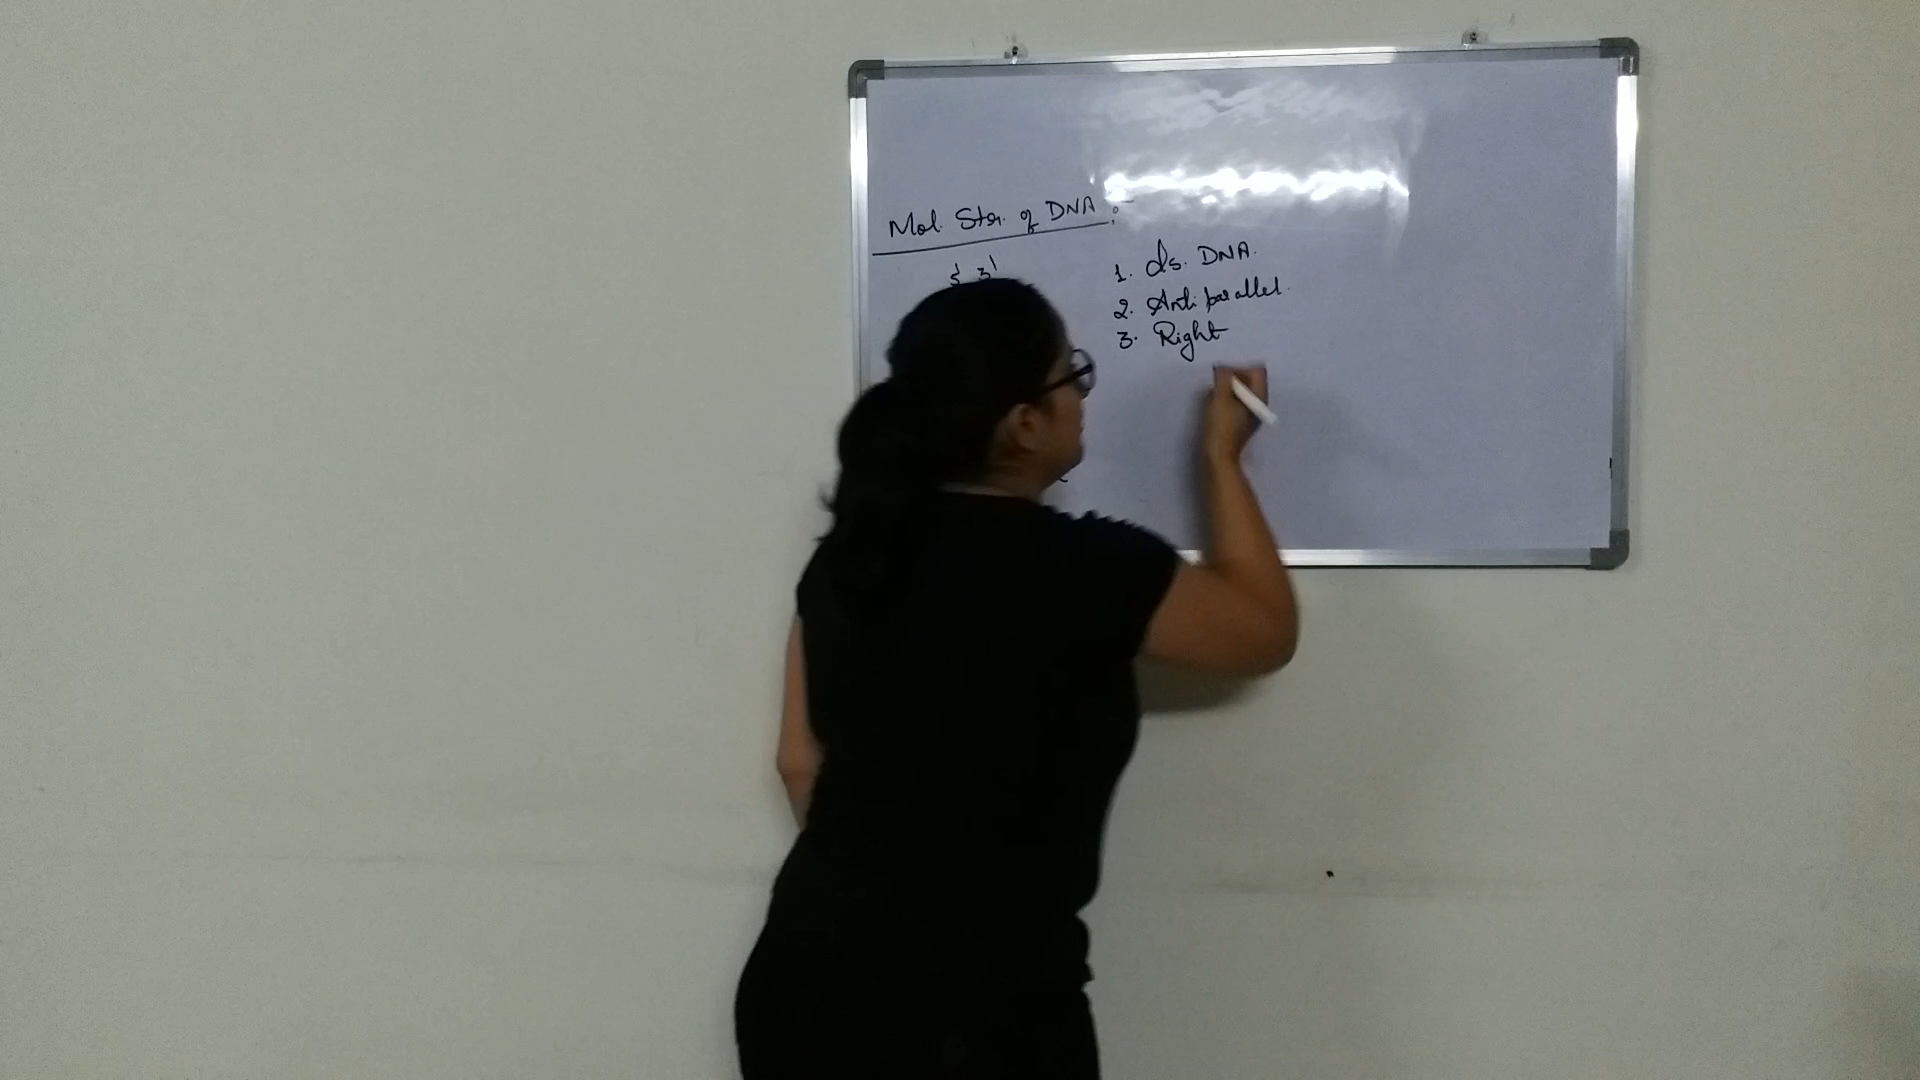 Mol. Str. of DNA :-
5' 3'
1. ds. DNA.
2. Anti parallel.
3. Right